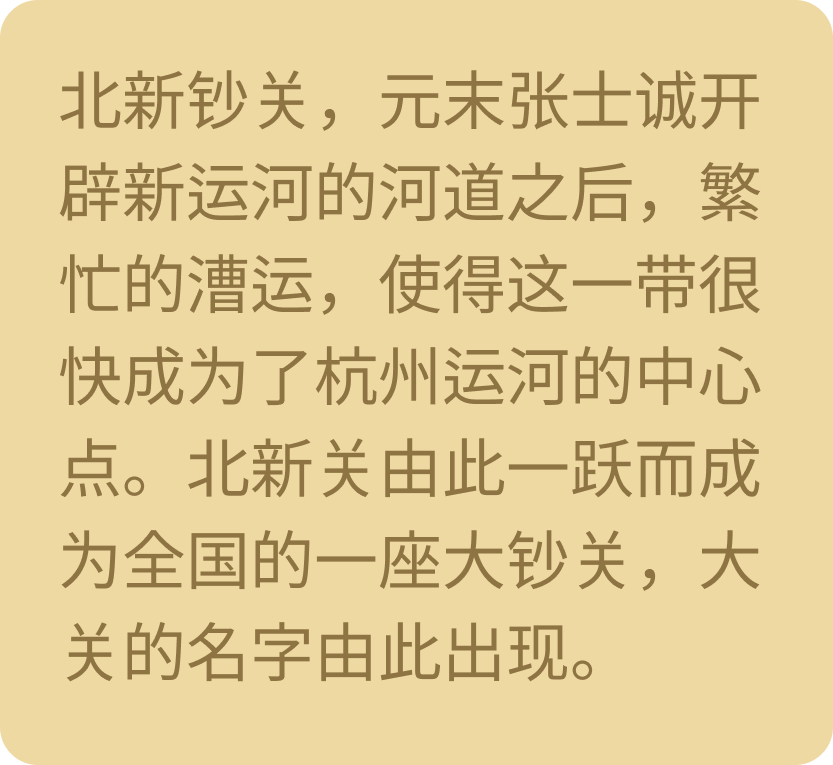 北新钞关，元末张士诚开
辟新运河的河道之后，繁
忙的漕运，使得这一带很
快成为了杭州运河的中心
点。北新关由此一跃而成
为全国的一座大钞关，大
关的名字由此出现。